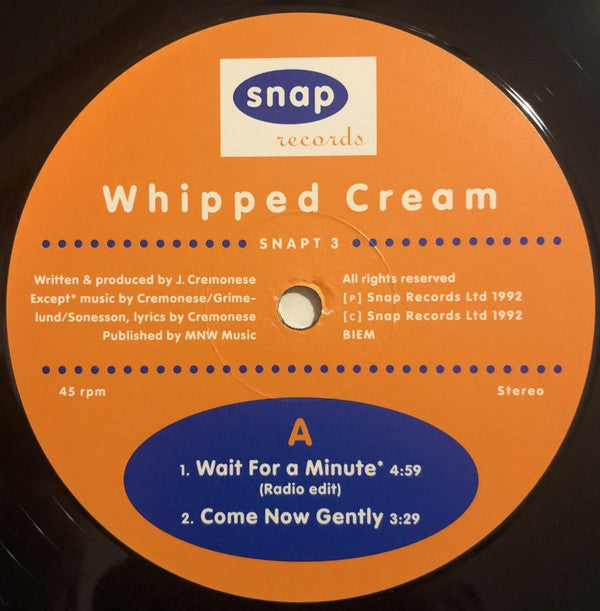 snap
records
Whipped Cream
SNAPT 3
Written & produced by J. Cremonese
Except* music by Cremonese/Grime-
lund/Sonesson, lyrics by Cremonese
Published by MNW Music
All rights reserved
[P] Snap Records Ltd 1992
[C] Snap Records Ltd 1992
BIEM
45 rpm
Stereo
A
1. Wait For a Minute* 4:59
(Radio edit)
2. Come Now Gently 3:29